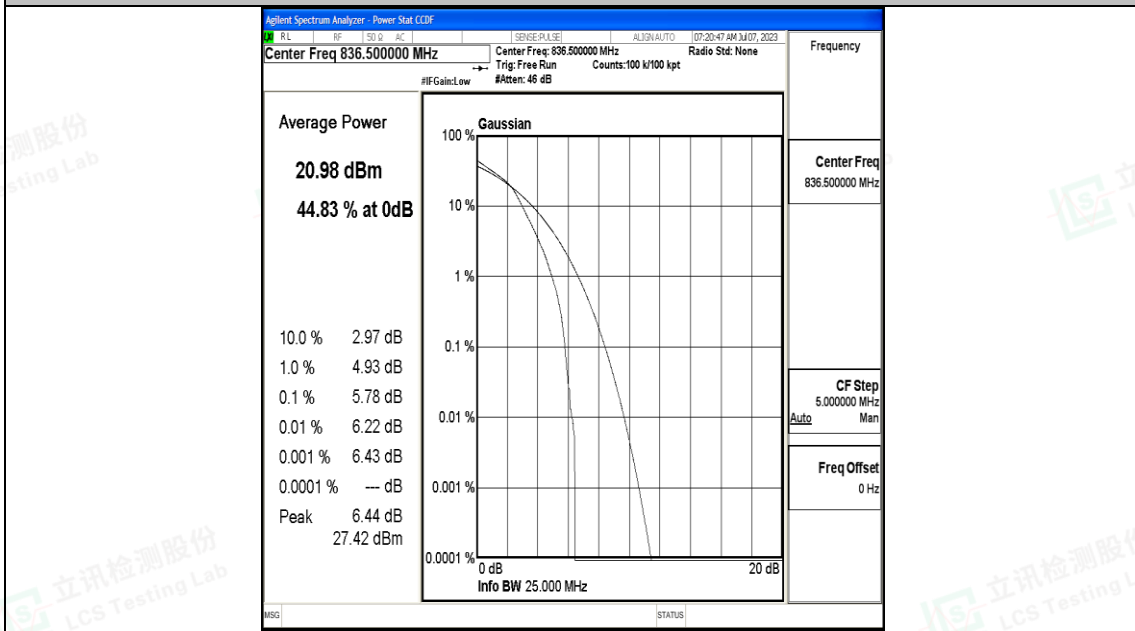 Agilent Spectrum Analyzer - Power Stat CCDF
RL RF 50 Ω AC SENSE:PULSE ALIGN AUTO 07:20:47 AM Jul 07, 2023
Center Freq 836.500000 MHz
Center Freq: 836.500000 MHz Radio Std: None
Trig: Free Run Counts:100 k/100 kpt
#IFGain:Low #Atten: 46 dB
Frequency
Average Power
20.98 dBm
44.83 % at 0dB
10.0 % 2.97 dB
1.0 % 4.93 dB
0.1 % 5.78 dB
0.01 % 6.22 dB
0.001 % 6.43 dB
0.0001 % --- dB
Peak 6.44 dB
27.42 dBm
Gaussian
100 %
10 %
1 %
0.1 %
0.01 %
0.001 %
0.0001 %
0 dB 20 dB
Info BW 25.000 MHz
Center Freq
836.500000 MHz
CF Step
5.000000 MHz
Auto Man
Freq Offset
0 Hz
MSG STATUS
测股份
sting Lab
立讯检测股份
LCS Testing Lab
立讯检测股份
LCS Testing L